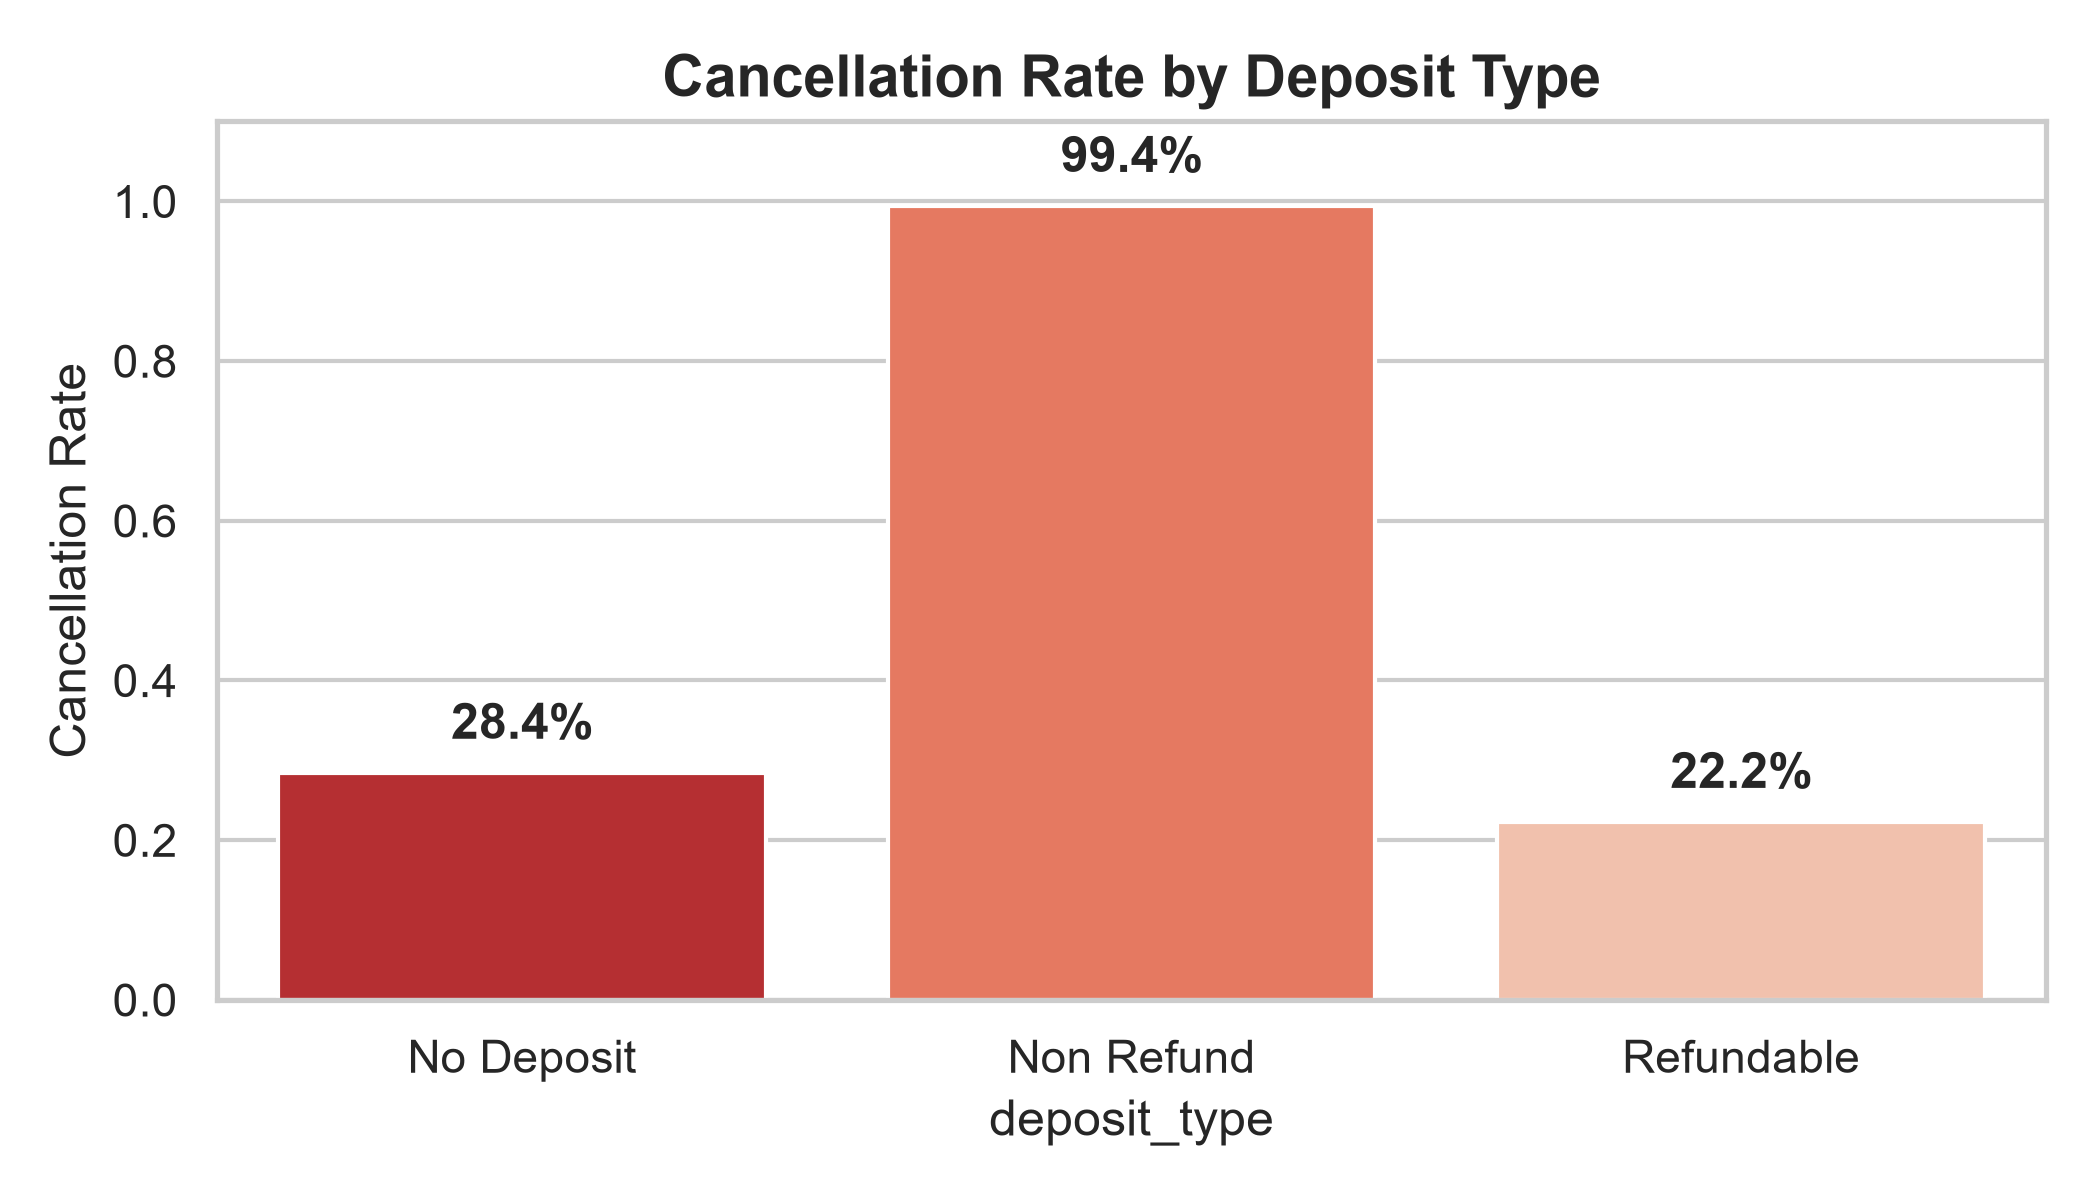 Cancellation Rate by Deposit Type
99.4%
1.0
0.8
0.6
0.4
28.4%
22.2%
0.2
0.0
Cancellation Rate
No Deposit
Non Refund
Refundable
deposit_type